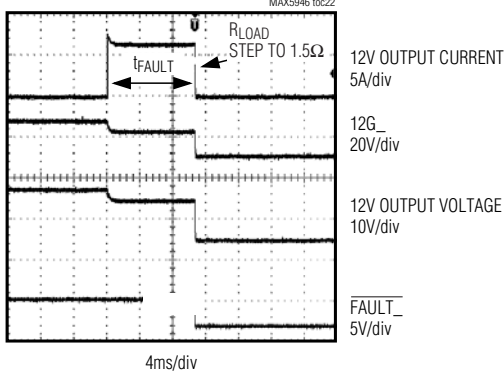 MAX5946 toc22
RLOAD
STEP TO 1.5Ω
tFAULT
12V OUTPUT CURRENT
5A/div
12G_
20V/div
12V OUTPUT VOLTAGE
10V/div
FAULT_
5V/div
4ms/div